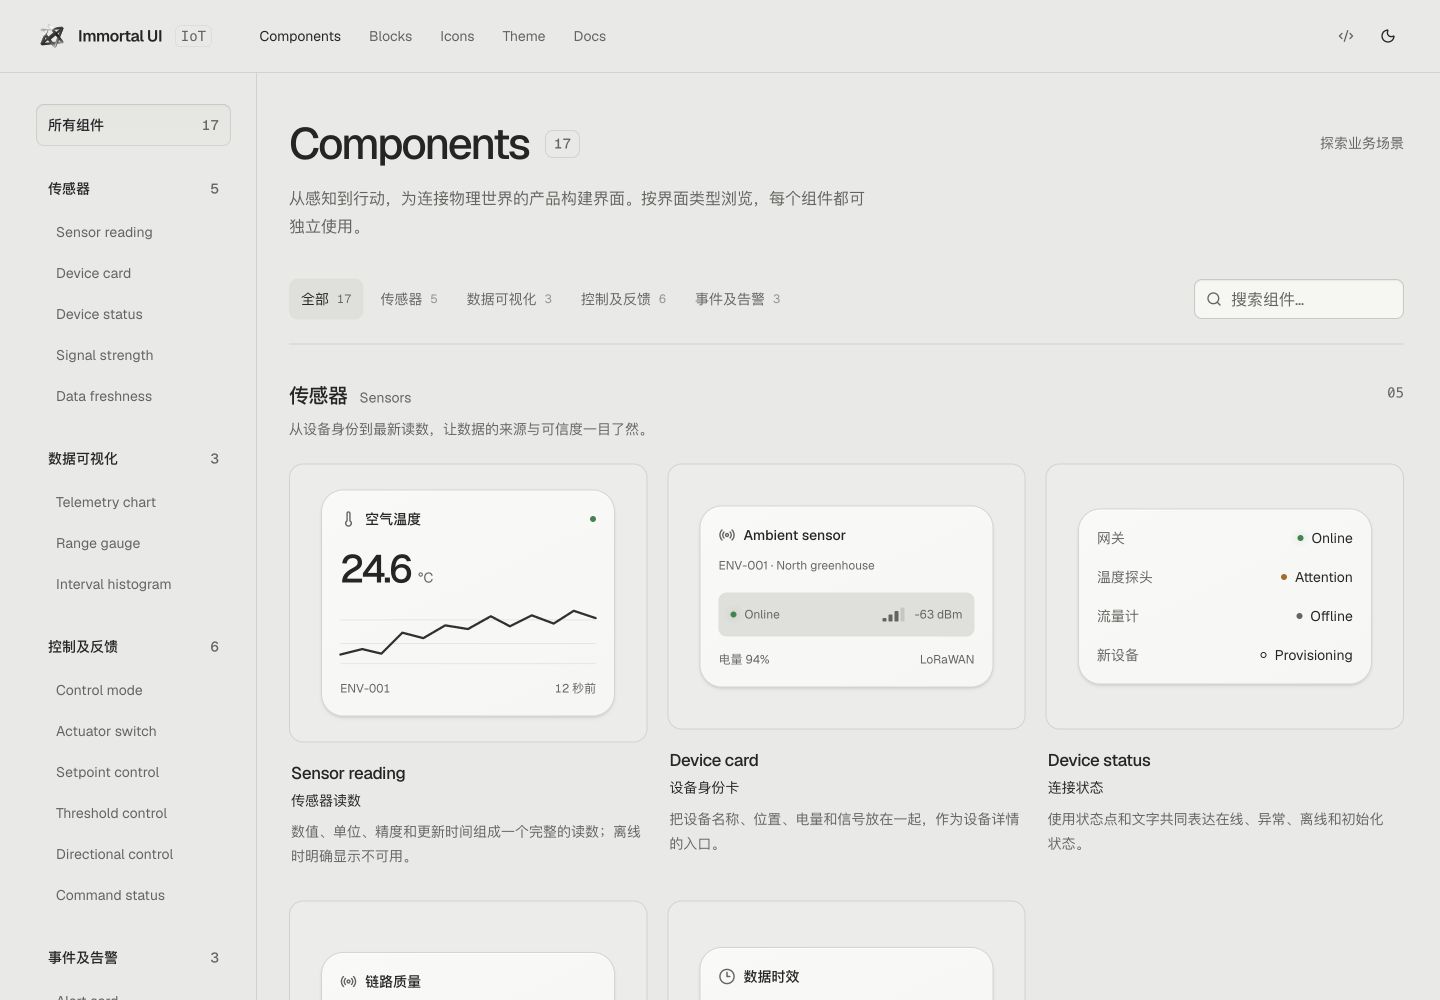 Immortal UI IoT
Components Blocks Icons Theme Docs
所有组件 17
传感器 5
Sensor reading
Device card
Device status
Signal strength
Data freshness
数据可视化 3
Telemetry chart
Range gauge
Interval histogram
控制及反馈 6
Control mode
Actuator switch
Setpoint control
Threshold control
Directional control
Command status
事件及告警 3
Components 17
探索业务场景
从感知到行动，为连接物理世界的产品构建界面。按界面类型浏览，每个组件都可
独立使用。
全部 17 传感器 5 数据可视化 3 控制及反馈 6 事件及告警 3
搜索组件...
传感器 Sensors 05
从设备身份到最新读数，让数据的来源与可信度一目了然。
空气温度
24.6 °C
ENV-001 12 秒前
Sensor reading
传感器读数
数值、单位、精度和更新时间组成一个完整的读数；离线
时明确显示不可用。
Ambient sensor
ENV-001 · North greenhouse
Online -63 dBm
电量 94% LoRaWAN
Device card
设备身份卡
把设备名称、位置、电量和信号放在一起，作为设备详情
的入口。
网关 Online
温度探头 Attention
流量计 Offline
新设备 Provisioning
Device status
连接状态
使用状态点和文字共同表达在线、异常、离线和初始化
状态。
链路质量
数据时效